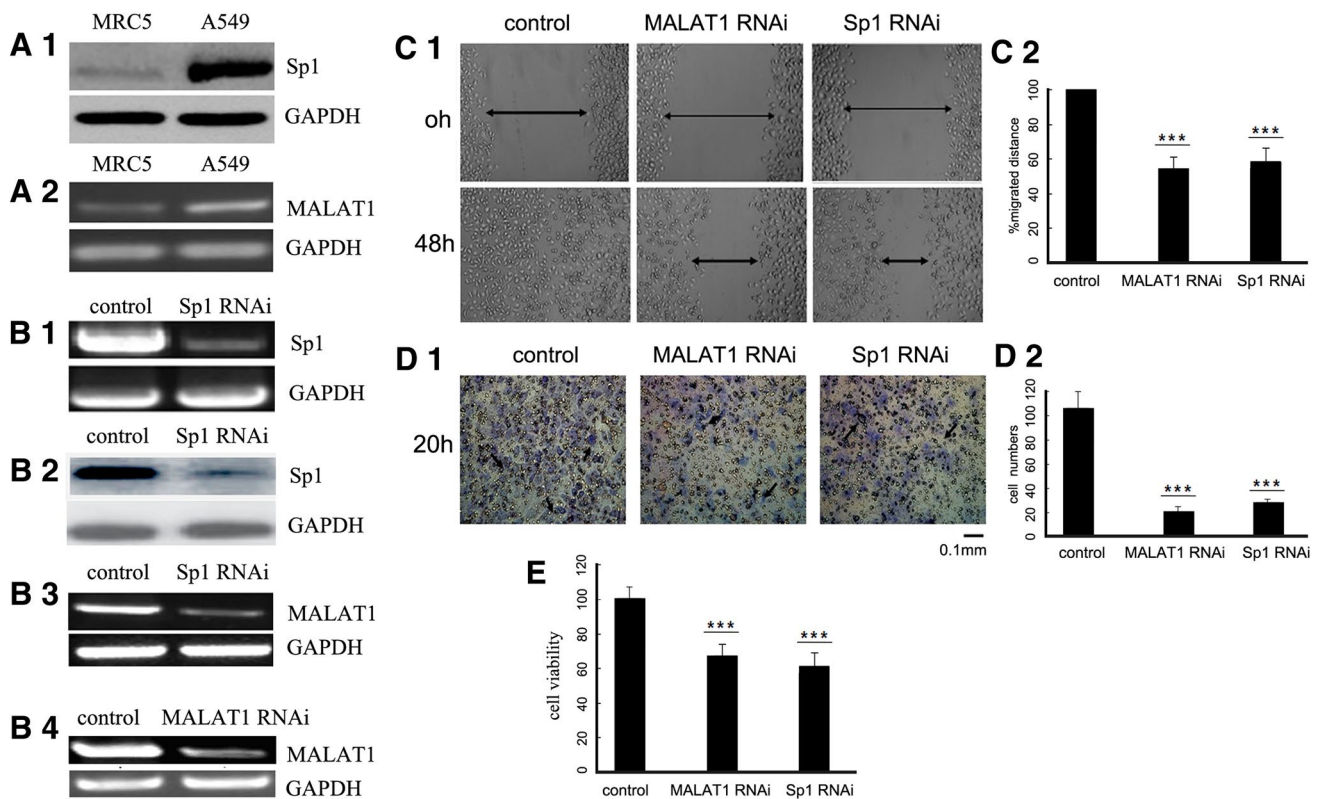 A 1
MRC5 A549
Sp1
GAPDH
A 2
MRC5 A549
MALAT1
GAPDH
B 1
control Sp1 RNAi
Sp1
GAPDH
B 2
control Sp1 RNAi
Sp1
GAPDH
B 3
control Sp1 RNAi
MALAT1
GAPDH
B 4
control MALAT1 RNAi
MALAT1
GAPDH
C 1
control MALAT1 RNAi Sp1 RNAi
oh
48h
C 2
%migrated distance
100
80
60
40
20
0
***
***
control MALAT1 RNAi Sp1 RNAi
D 1
control MALAT1 RNAi Sp1 RNAi
20h
0.1mm
D 2
cell numbers
120
100
80
60
40
20
0
***
***
control MALAT1 RNAi Sp1 RNAi
E
cell viability
120
100
80
60
40
20
0
***
***
control MALAT1 RNAi Sp1 RNAi